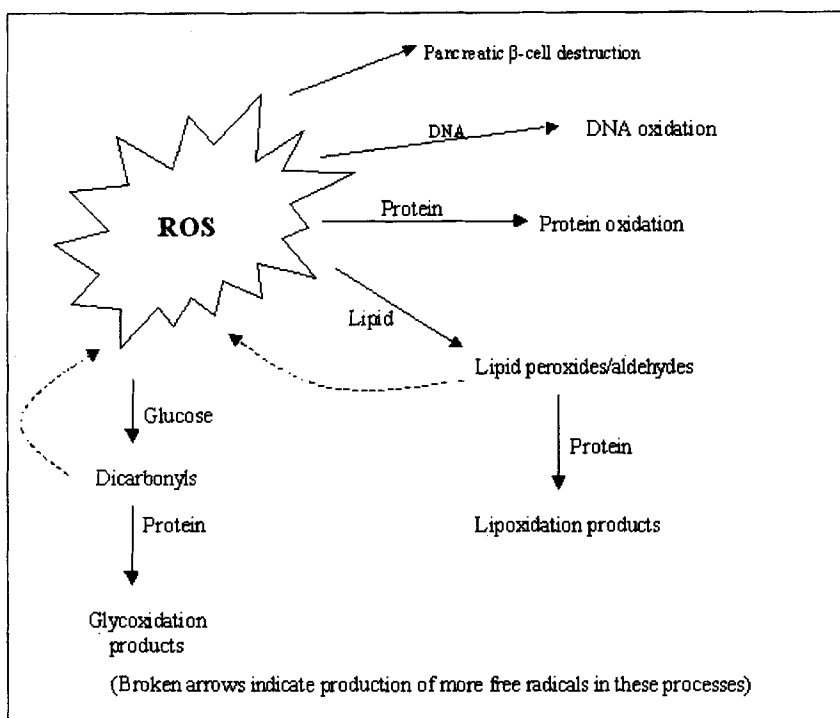 Pancreatic β-cell destruction
DNA
DNA oxidation
ROS
Protein
Protein oxidation
Lipid
Lipid peroxides/aldehydes
Glucose
Protein
Dicarbonyls
Protein
Lipoxidation products
Glycoxidation
products
(Broken arrows indicate production of more free radicals in these processes)